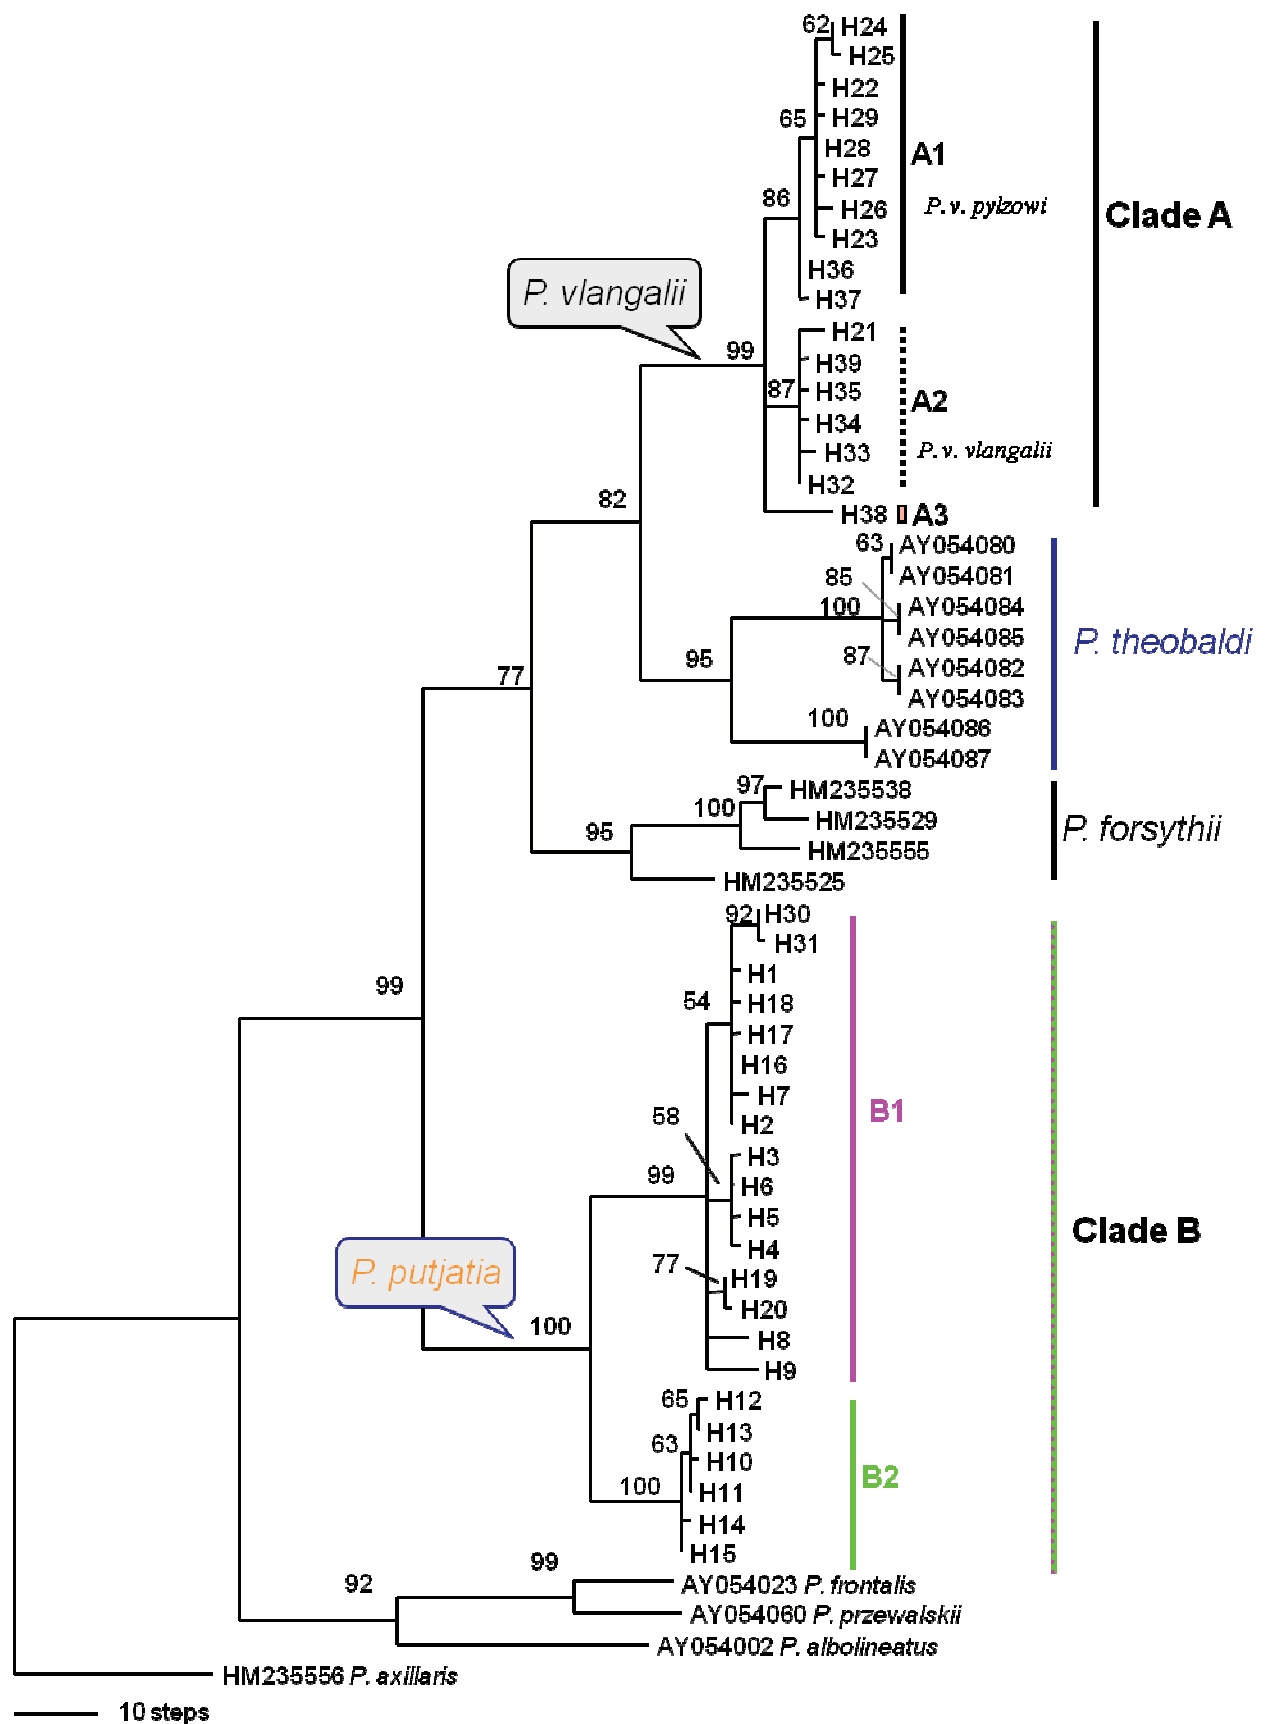 62
H24
H25
H22
65
H29
H28
A1
H27
86
H26
P. v. pylzowi
Clade A
H23
H36
P. vlangalii
H37
H21
99
H39
87
H35
A2
H34
H33
P. v. vlangalii
H32
82
H38
A3
63
AY054080
85
AY054081
100
AY054084
AY054085
P. theobaldi
95
87
AY054082
77
AY054083
100
AY054086
AY054087
97
HM235538
100
HM235529
95
P. forsythii
HM235555
HM235525
92
H30
H31
H1
99
54
H18
H17
H16
H7
58
B1
H2
H3
99
H6
H5
Clade B
H4
P. putjatia
77
H19
H20
100
H8
H9
65
H12
H13
63
H10
B2
100
H11
H14
H15
99
92
AY054023 P. frontalis
AY054060 P. przewalskii
AY054002 P. albolineatus
HM235556 P. axillaris
10 steps